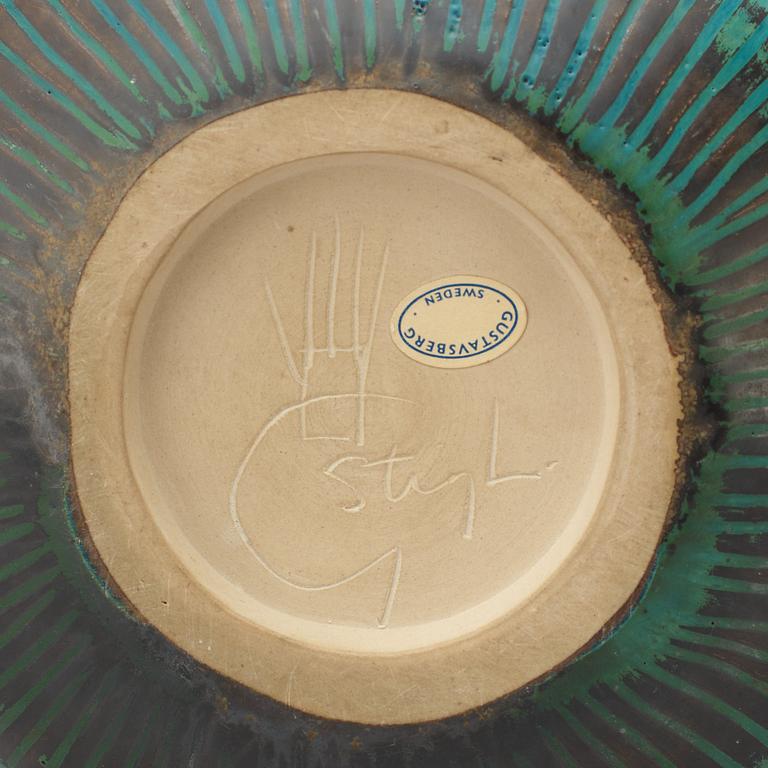 GUSTAVSBERG
· SWEDEN ·
G
Stig L.